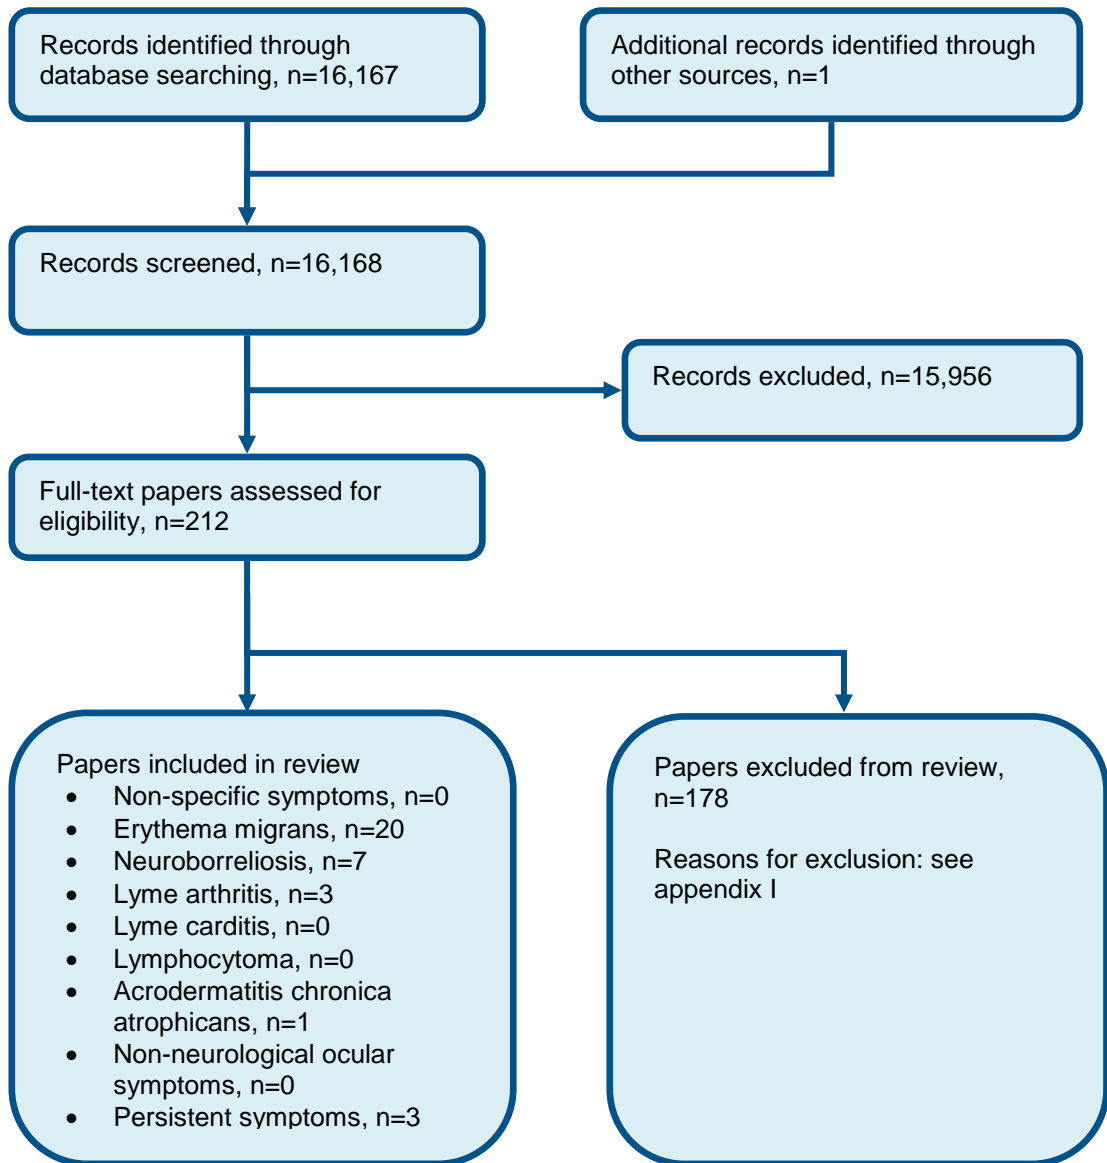 Records identified through
database searching, n=16,167
Additional records identified through
other sources, n=1
Records screened, n=16,168
Records excluded, n=15,956
Full-text papers assessed for
eligibility, n=212
Papers included in review
• Non-specific symptoms, n=0
• Erythema migrans, n=20
• Neuroborreliosis, n=7
• Lyme arthritis, n=3
• Lyme carditis, n=0
• Lymphocytoma, n=0
• Acrodermatitis chronica
atrophicans, n=1
• Non-neurological ocular
symptoms, n=0
• Persistent symptoms, n=3
Papers excluded from review,
n=178
Reasons for exclusion: see
appendix I